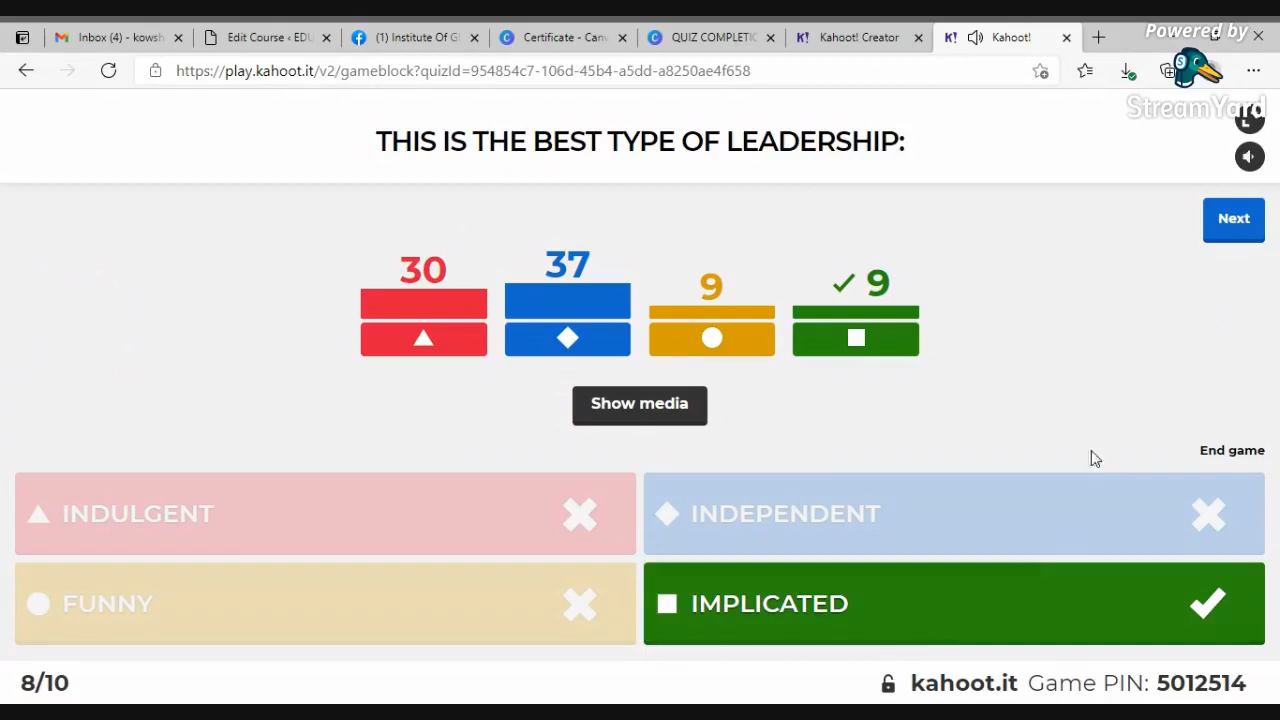 Inbox (4) - kowsh
Edit Course ‹ EDU
(1) Institute Of G
Certificate - Canv
QUIZ COMPLETIC
K! Kahoot! Creator
K! Kahoot!
Powered by
https://play.kahoot.it/v2/gameblock?quizId=954854c7-106d-45b4-a5dd-a8250ae4f658
StreamYard
THIS IS THE BEST TYPE OF LEADERSHIP:
Next
30
37
9
9
Show media
End game
INDULGENT
INDEPENDENT
FUNNY
IMPLICATED
8/10
kahoot.it Game PIN: 5012514